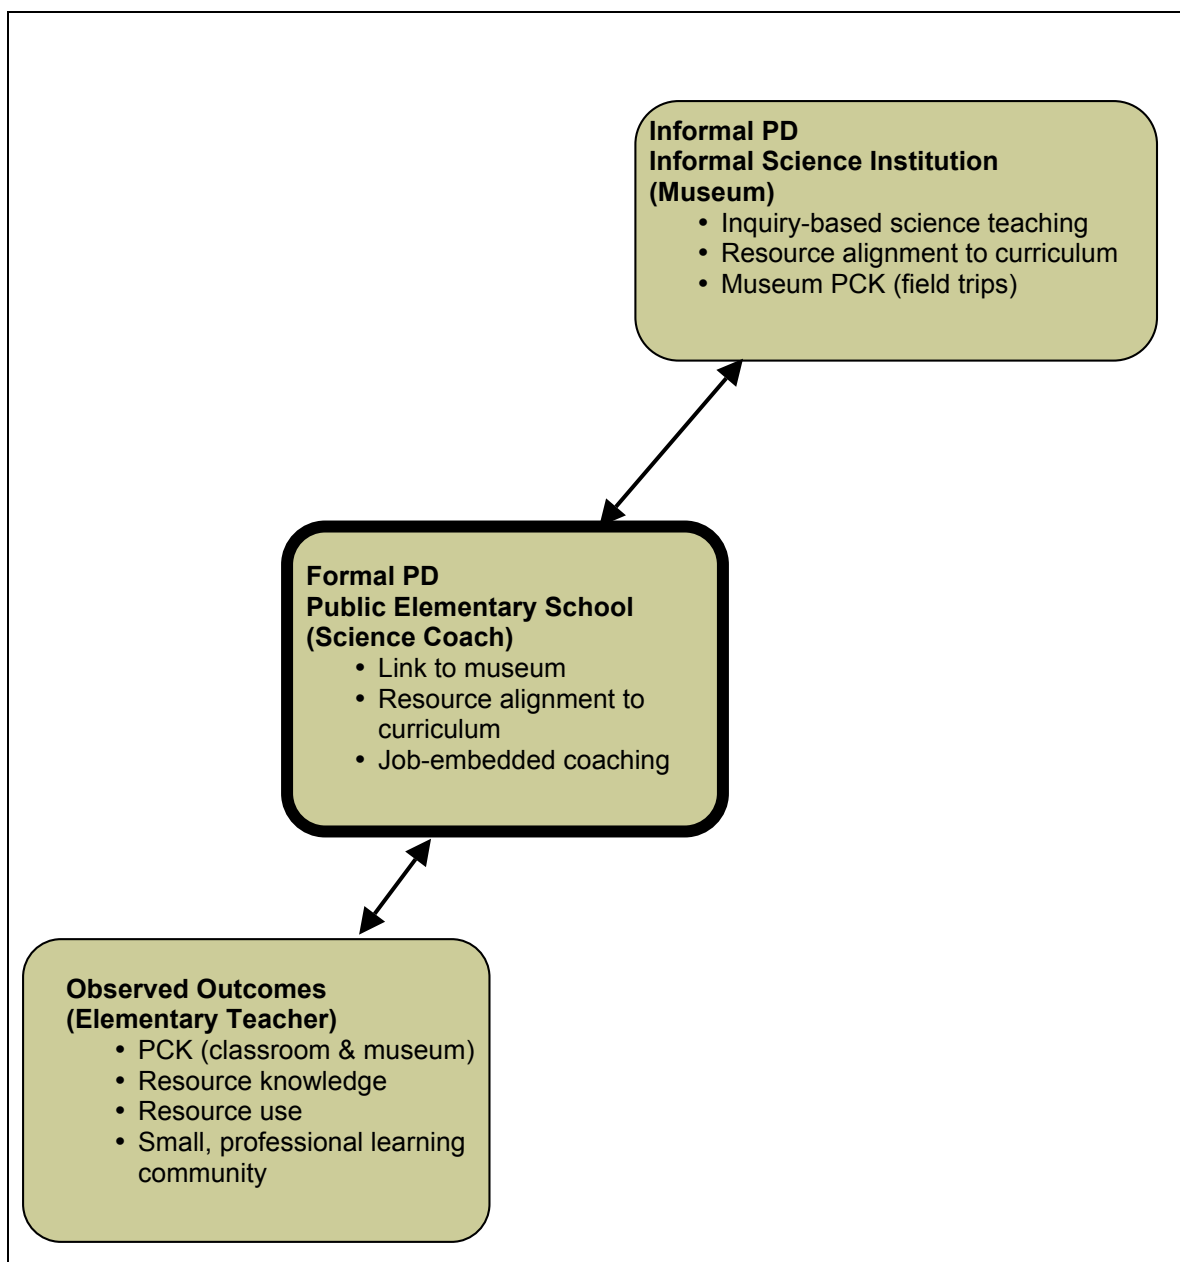 Informal PD
Informal Science Institution
(Museum)
• Inquiry-based science teaching
• Resource alignment to curriculum
• Museum PCK (field trips)
Formal PD
Public Elementary School
(Science Coach)
• Link to museum
• Resource alignment to
curriculum
• Job-embedded coaching
Observed Outcomes
(Elementary Teacher)
• PCK (classroom & museum)
• Resource knowledge
• Resource use
• Small, professional learning
community